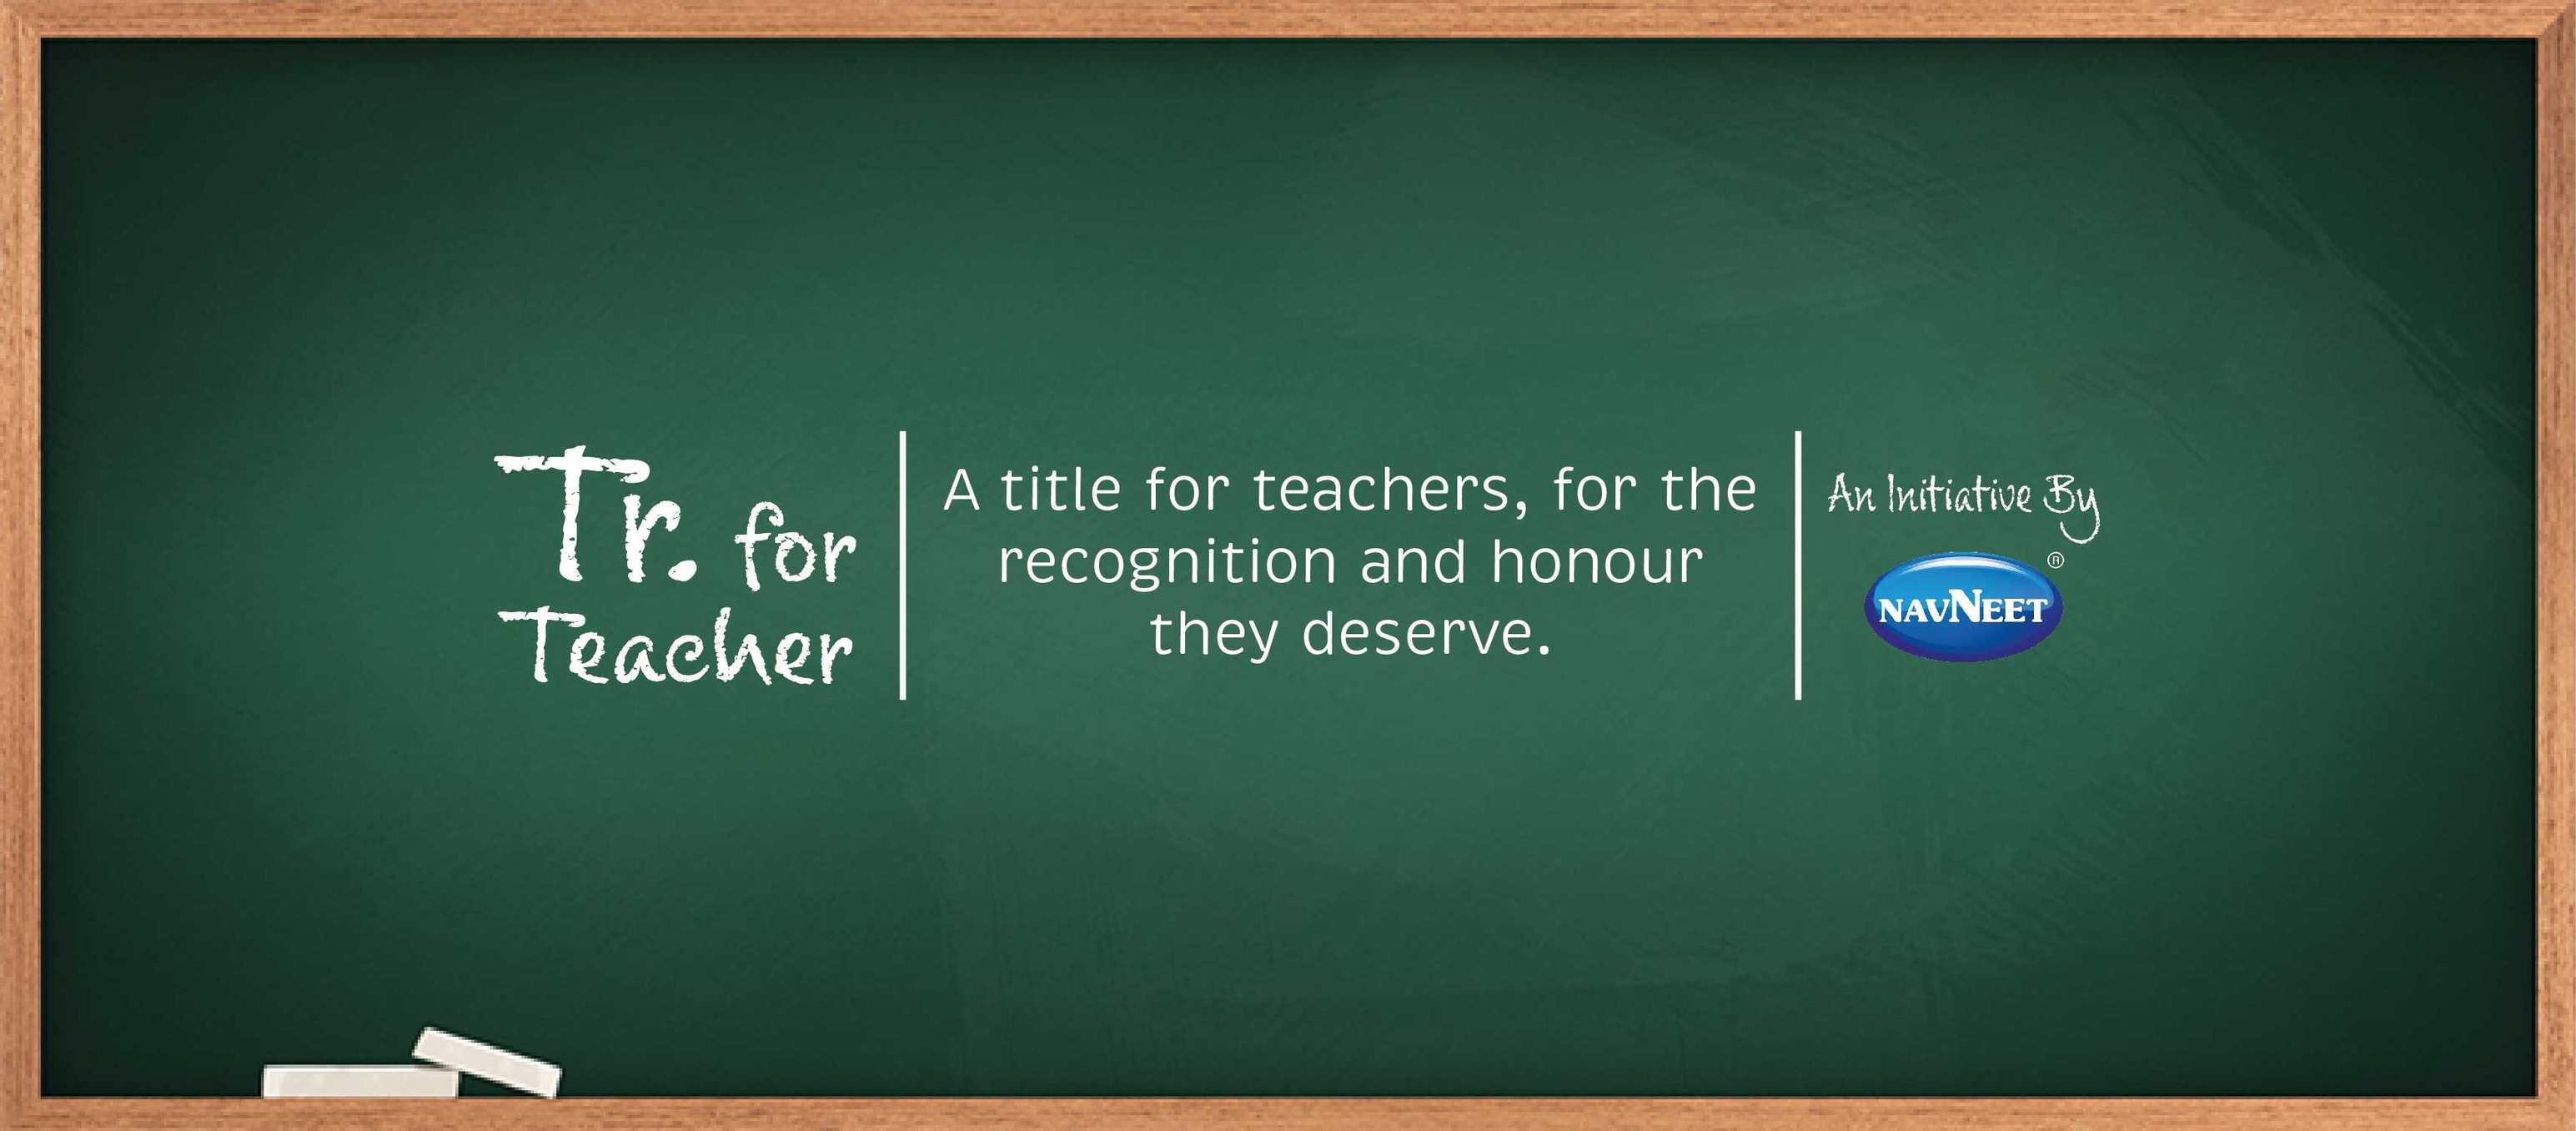 Tr. for
Teacher
A title for teachers, for the
recognition and honour
they deserve.
An Initiative By
NAVNEET
®